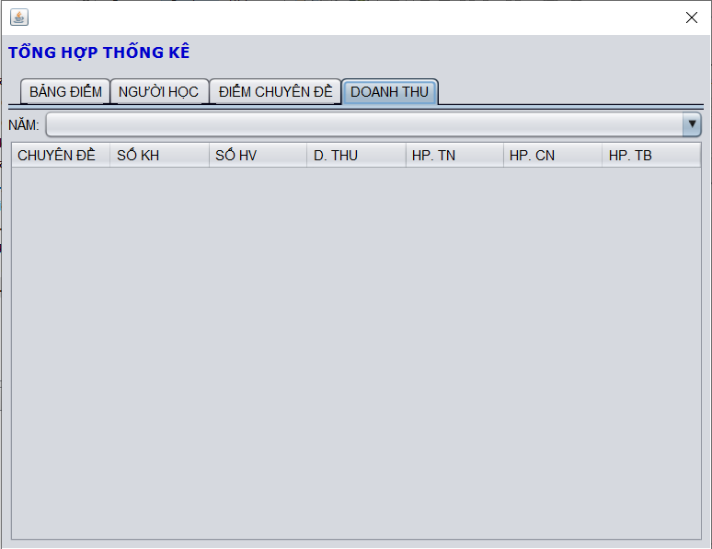 TỔNG HỢP THỐNG KÊ
BẢNG ĐIỂM NGƯỜI HỌC ĐIỂM CHUYÊN ĐỀ DOANH THU
NĂM:
CHUYÊN ĐỀ SỐ KH SỐ HV D. THU HP. TN HP. CN HP. TB